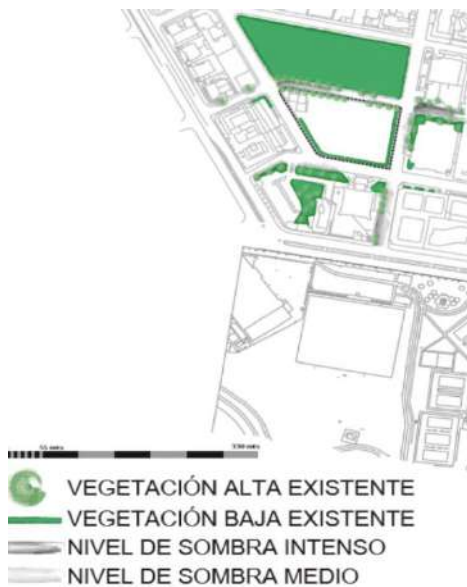 VEGETACIÓN ALTA EXISTENTE
VEGETACIÓN BAJA EXISTENTE
NIVEL DE SOMBRA INTENSO
NIVEL DE SOMBRA MEDIO